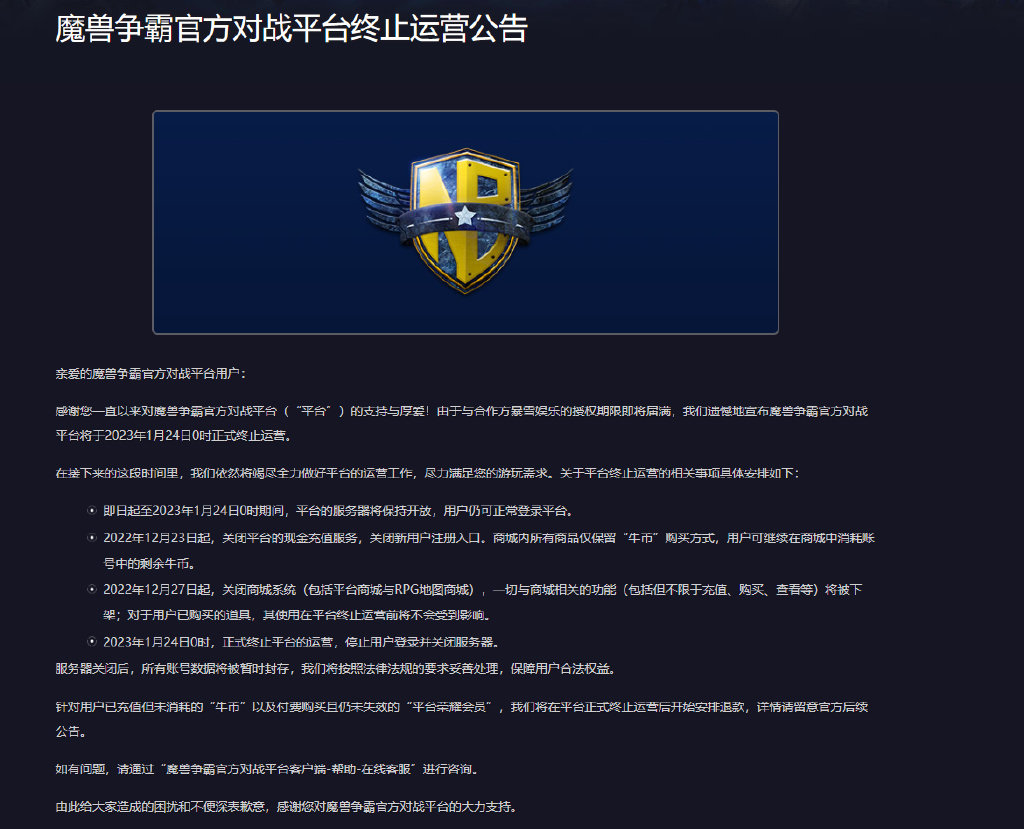 魔兽争霸官方对战平台终止运营公告
NB
亲爱的魔兽争霸官方对战平台用户：
感谢您一直以来对魔兽争霸官方对战平台（“平台”）的支持与厚爱！由于与合作方暴雪娱乐的授权期限即将届满，我们遗憾地宣布魔兽争霸官方对战
平台将于2023年1月24日0时正式终止运营。
在接下来的这段时间里，我们依然将竭尽全力做好平台的运营工作，尽力满足您的游玩需求。关于平台终止运营的相关事项具体安排如下：
即日起至2023年1月24日0时期间，平台的服务器将保持开放，用户仍可正常登录平台。
2022年12月23日起，关闭平台的现金充值服务，关闭新用户注册入口。商城内所有商品仅保留“牛币”购买方式，用户可继续在商城中消耗账
号中的剩余牛币。
2022年12月27日起，关闭商城系统（包括平台商城与RPG地图商城），一切与商城相关的功能（包括但不限于充值、购买、查看等）将被下
架；对于用户已购买的道具，其使用在平台终止运营前将不会受到影响。
2023年1月24日0时，正式终止平台的运营，停止用户登录并关闭服务器。
服务器关闭后，所有账号数据将被暂时封存，我们将按照法律法规的要求妥善处理，保障用户合法权益。
针对用户已充值但未消耗的“牛币”以及付费购买且仍未失效的“平台荣耀会员”，我们将在平台正式终止运营后开始安排退款，详情请留意官方后续
公告。
如有问题，请通过“魔兽争霸官方对战平台客户端-帮助-在线客服”进行咨询。
由此给大家造成的困扰和不便深表歉意，感谢您对魔兽争霸官方对战平台的大力支持。